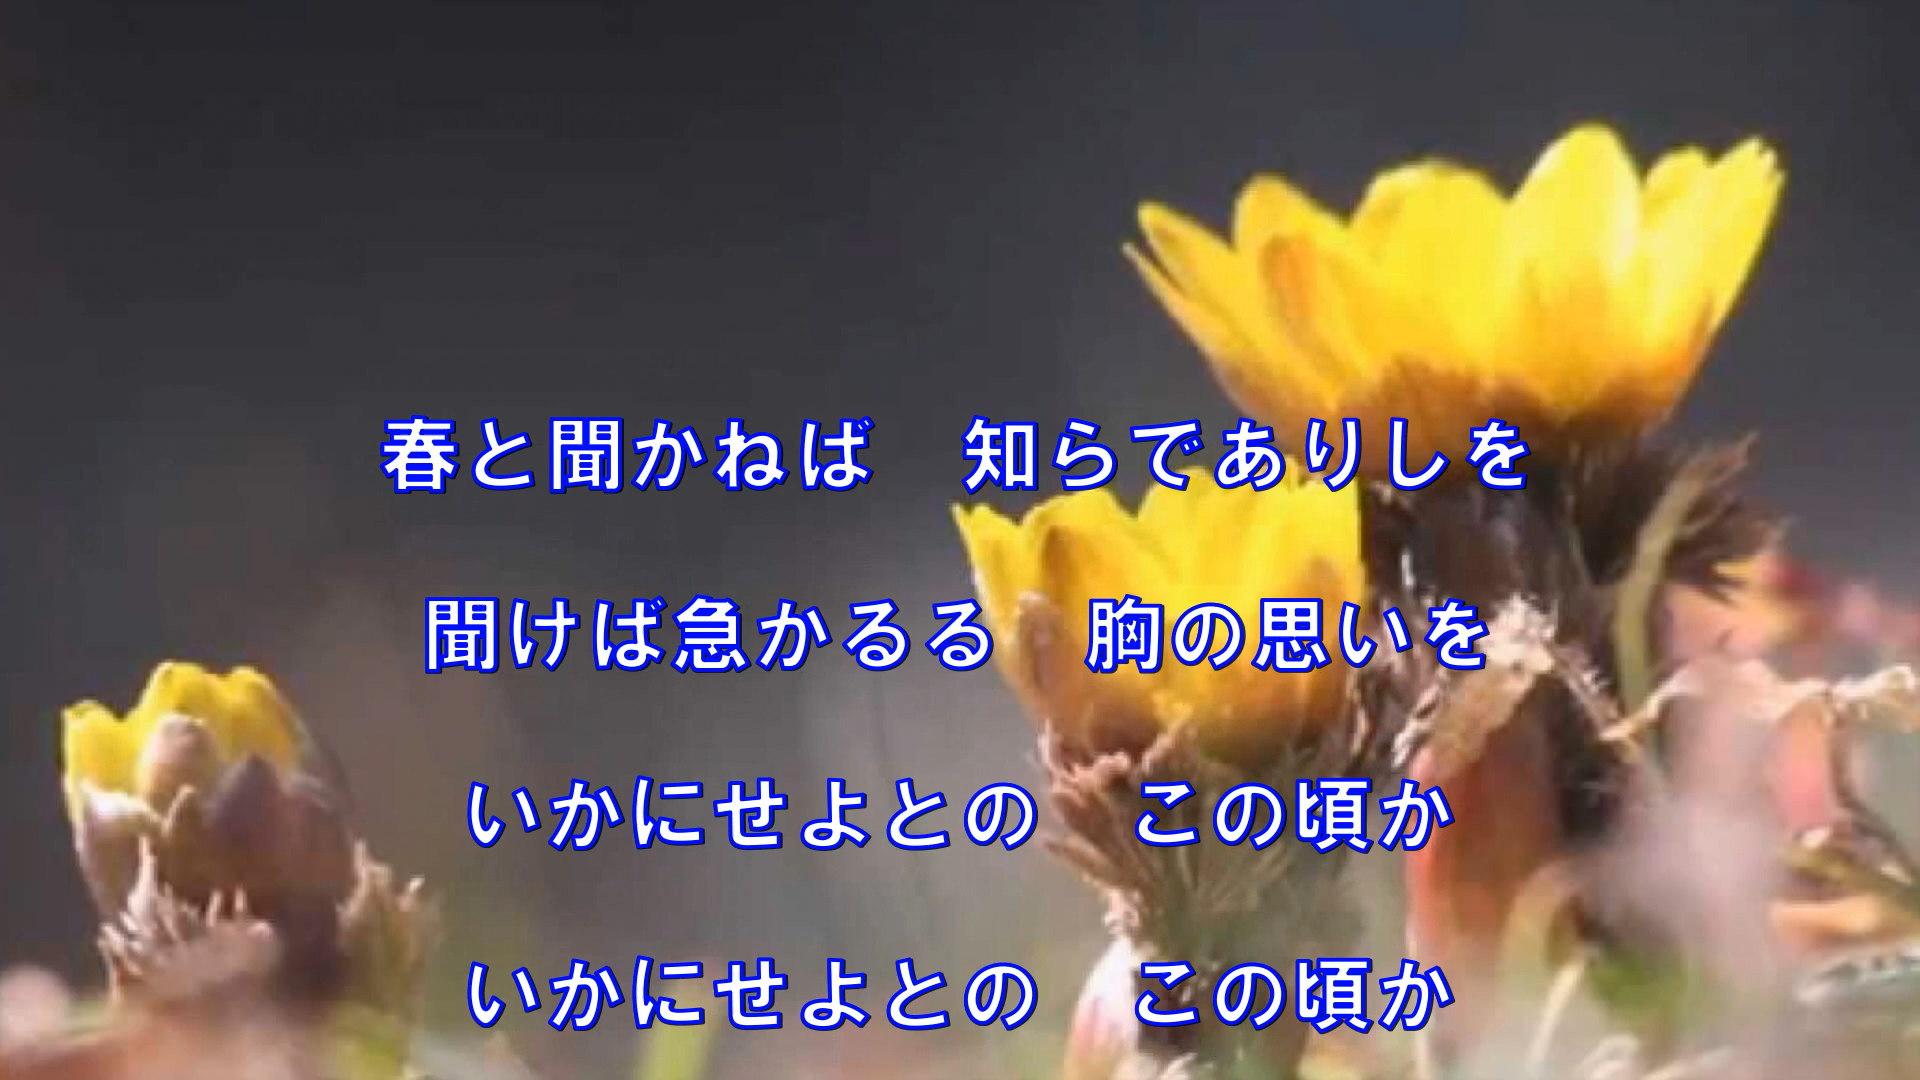 春と聞かねば　知らでありしを
聞けば急かるる　胸の思いを
いかにせよとの　この頃か
いかにせよとの　この頃か